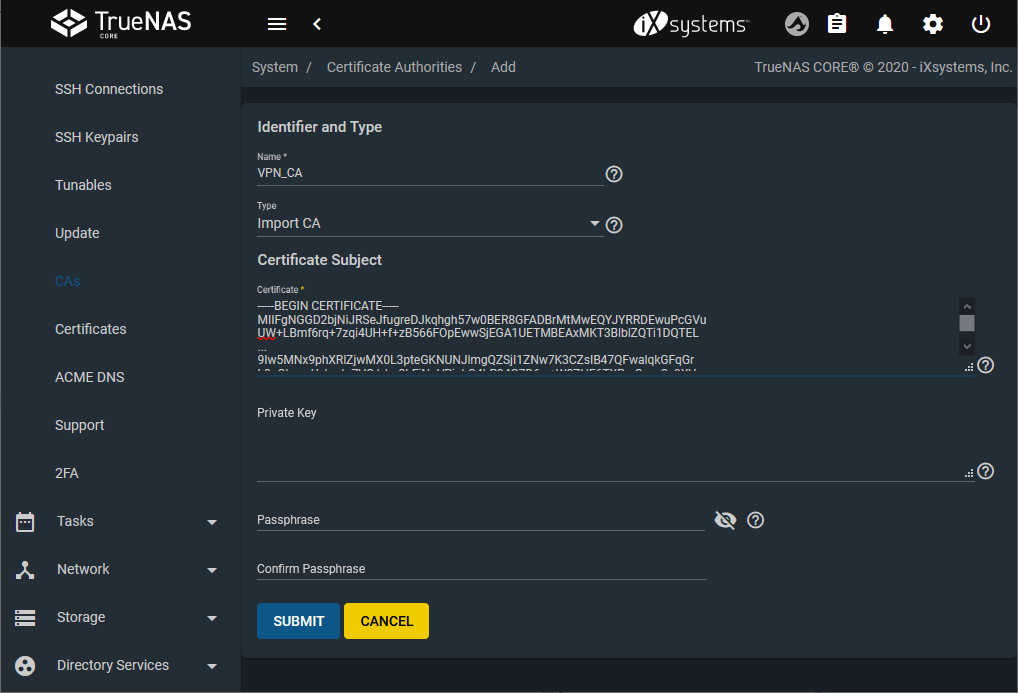 TrueNAS
CORE
iXsystems
System / Certificate Authorities / Add
TrueNAS CORE® © 2020 - iXsystems, Inc.
SSH Connections
SSH Keypairs
Tunables
Update
CAs
Certificates
ACME DNS
Support
2FA
Tasks
Network
Storage
Directory Services
Identifier and Type
Name *
VPN_CA
Type
Import CA
Certificate Subject
Certificate *
-----BEGIN CERTIFICATE-----
MIIFgNGGD2bjNiJRSeJfugreDJkqhgh57w0BER8GFADBrMtMwEQYJYRRDEwuPcGVu
UW+LBmf6rq+7zqi4UH+f+zB566FOpEwwSjEGA1UETMBEAxMKT3BlblZQTi1DQTEL
...
9Iw5MNx9phXRlZjwMX0L3pteGKNUNJImgQZSjI1ZNw7K3CZsIB47QFwaIqkGFqGr
Private Key
Passphrase
Confirm Passphrase
SUBMIT
CANCEL